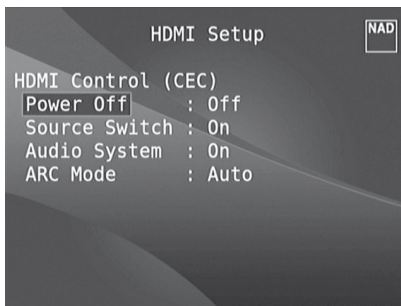 HDMI Setup
NAD
HDMI Control (CEC)
Power Off : Off
Source Switch : On
Audio System : On
ARC Mode : Auto